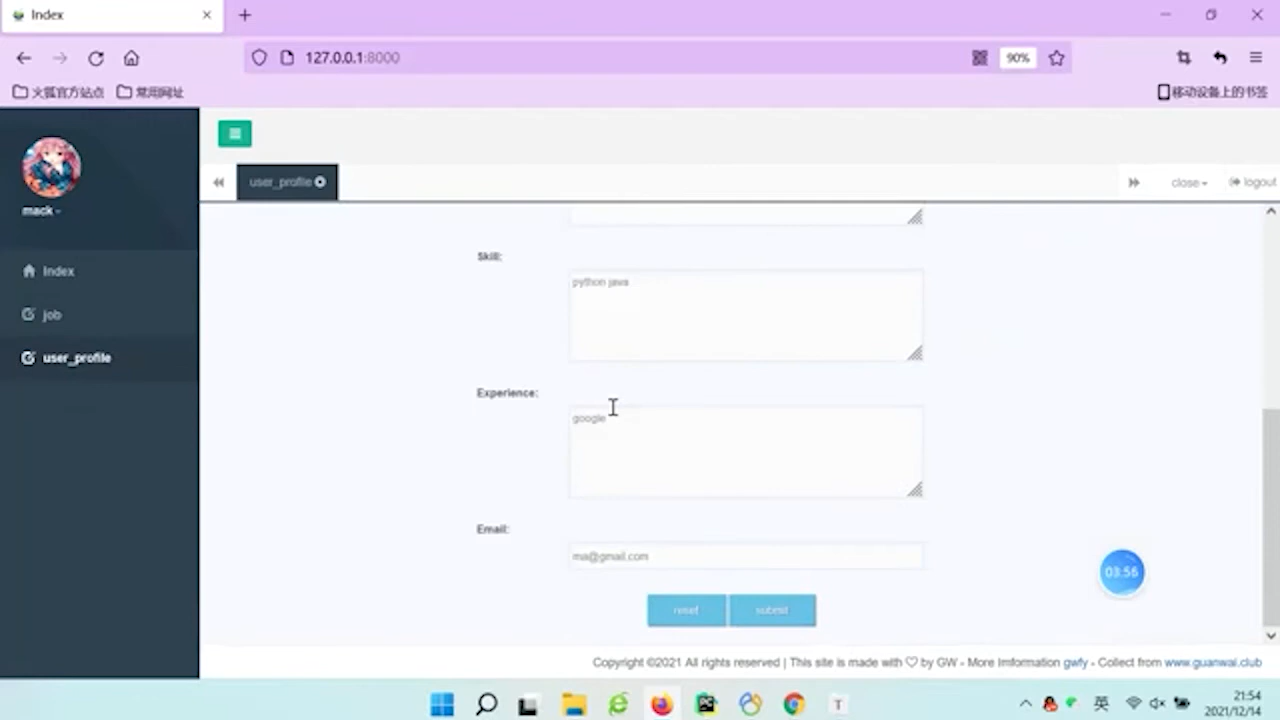 Index
127.0.0.1:8000
90%
火狐官方站点 常用网址
移动设备上的书签
user_profile
close
logout
mack
Index
job
user_profile
Skill:
python java
Experience:
google
Email:
ma@gmail.com
03:56
reset
submit
Copyright ©2021 All rights reserved | This site is made with ♡ by GW - More Imformation gwfy - Collect from www.guanwai.club
T
英
21:54
2021/12/14